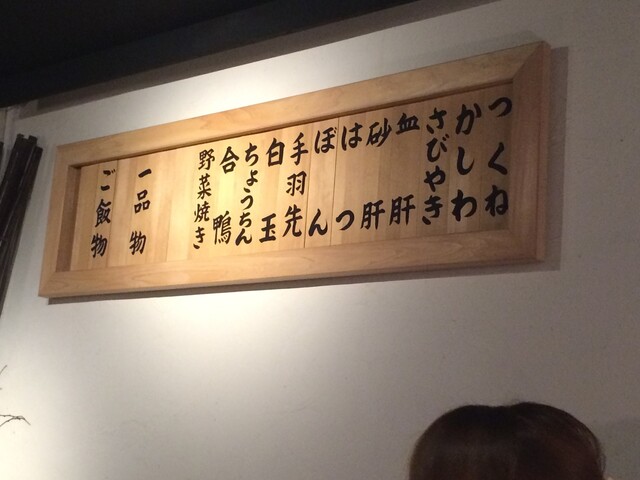 つくね
かしわ
さびやき
血肝
砂肝
はつ
ぼん
手羽先
白玉
ちょうちん
合鴨
野菜焼き
一品物
ご飯物